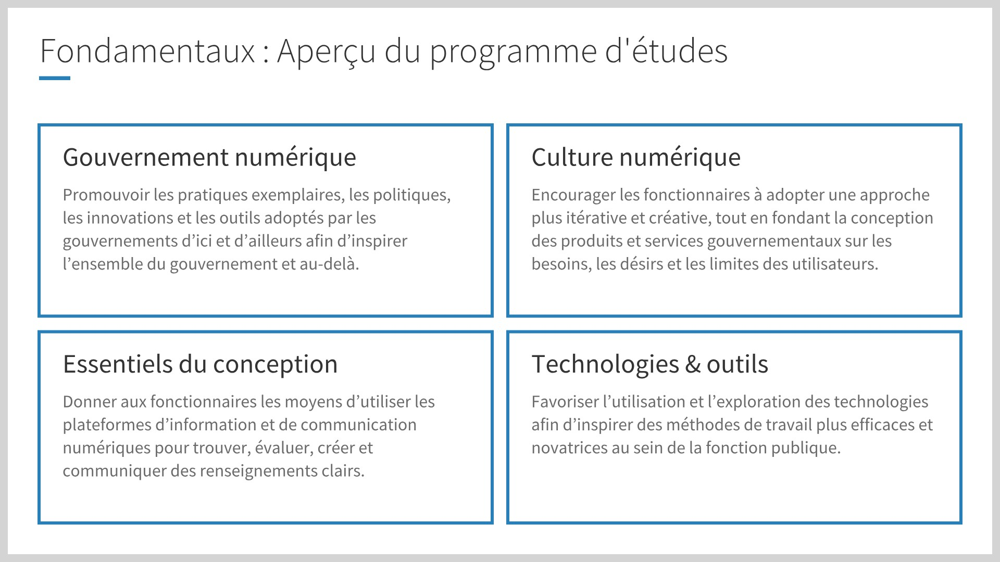 Fondamentaux : Aperçu du programme d'études
Gouvernement numérique
Promouvoir les pratiques exemplaires, les politiques,
les innovations et les outils adoptés par les
gouvernements d’ici et d’ailleurs afin d’inspirer
l’ensemble du gouvernement et au-delà.
Culture numérique
Encourager les fonctionnaires à adopter une approche
plus itérative et créative, tout en fondant la conception
des produits et services gouvernementaux sur les
besoins, les désirs et les limites des utilisateurs.
Essentiels du conception
Donner aux fonctionnaires les moyens d’utiliser les
plateformes d’information et de communication
numériques pour trouver, évaluer, créer et
communiquer des renseignements clairs.
Technologies & outils
Favoriser l’utilisation et l’exploration des technologies
afin d’inspirer des méthodes de travail plus efficaces et
novatrices au sein de la fonction publique.